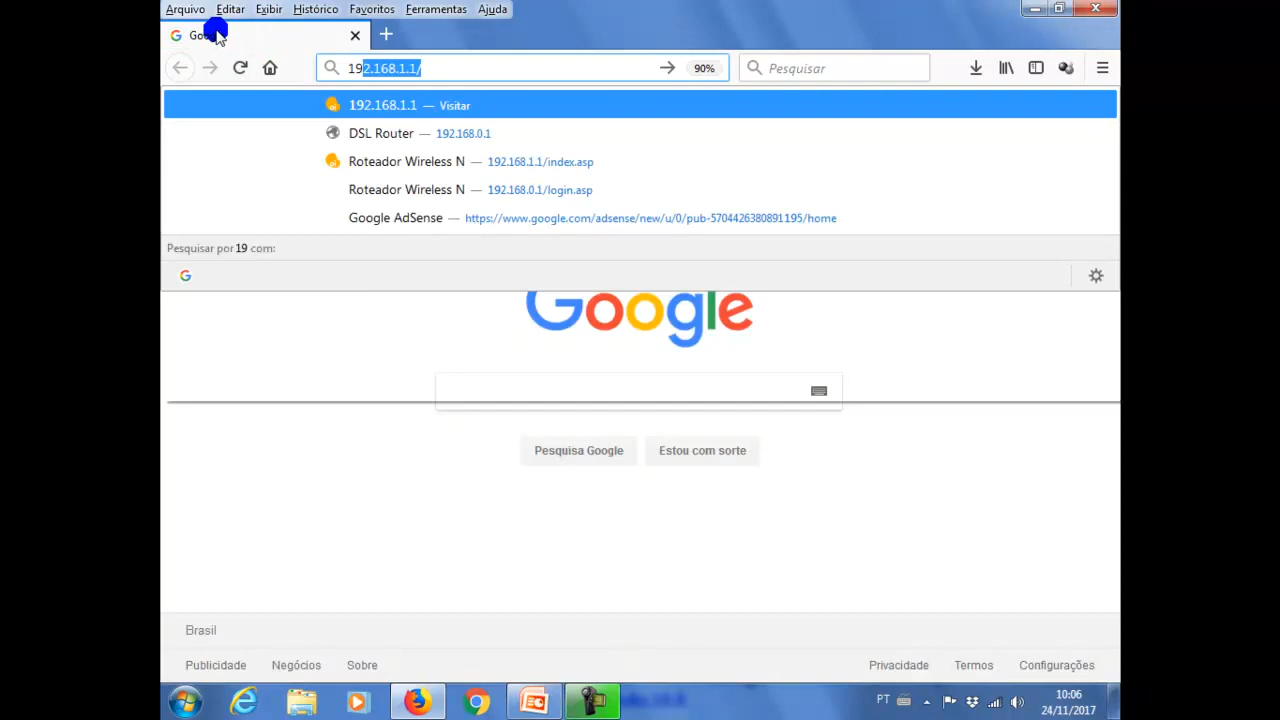 Arquivo Editar Exibir Histórico Favoritos Ferramentas Ajuda
192.168.1.1/ 90% Pesquisar
192.168.1.1 — Visitar
DSL Router — 192.168.0.1
Roteador Wireless N — 192.168.1.1/index.asp
Roteador Wireless N — 192.168.0.1/login.asp
Google AdSense — https://www.google.com/adsense/new/u/0/pub-5704426380891195/home
Pesquisar por 19 com:
Google
Pesquisa Google Estou com sorte
Brasil
Publicidade Negócios Sobre Privacidade Termos Configurações
PT 10:06
24/11/2017